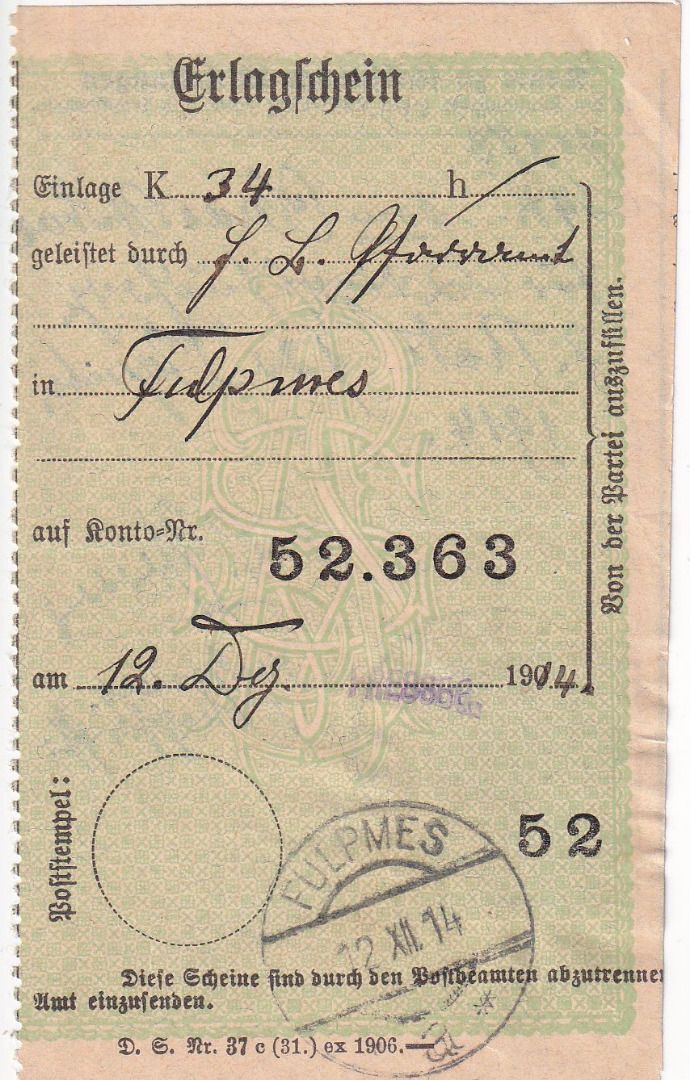 Erlagschein
Einlage K 34 h /
geleistet durch f. b. Pfarramt
in Fulpmes
auf Konto-Nr. 52.363
am 12. Dez. 1914.
Von der Partei auszufüllen.
Poststempel:
52
FULPMES
12 XII. 14
* a
Diese Scheine sind durch den Postbeamten abzutrennen
Amt einzusenden.
D. S. Nr. 37 c (31.) ex 1906.—